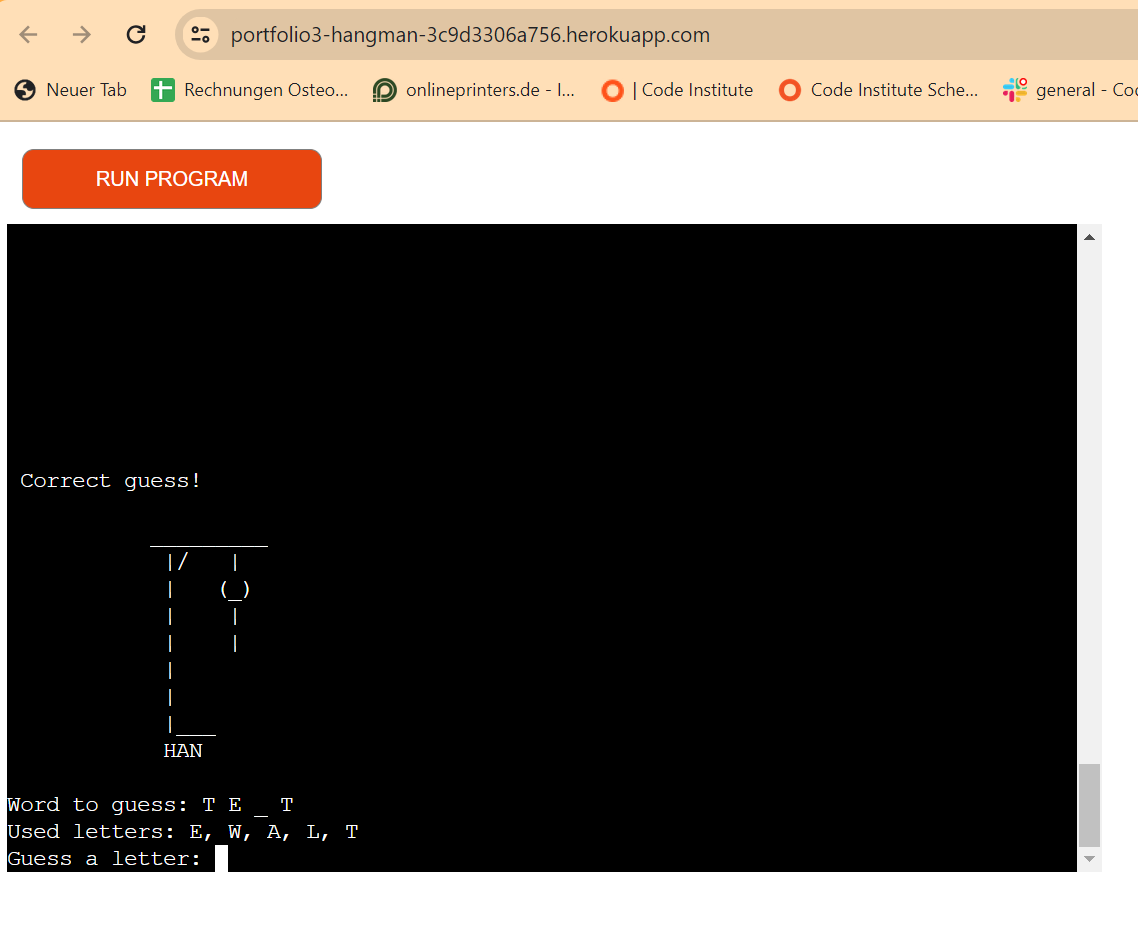 portfolio3-hangman-3c9d3306a756.herokuapp.com
Neuer Tab Rechnungen Osteo... onlineprinters.de - I... | Code Institute Code Institute Sche... general - Co
RUN PROGRAM
Correct guess!
__________
|/   |
|   (_)
|    |
|    |
|
|
|___
HAN
Word to guess: T E _ T
Used letters: E, W, A, L, T
Guess a letter: